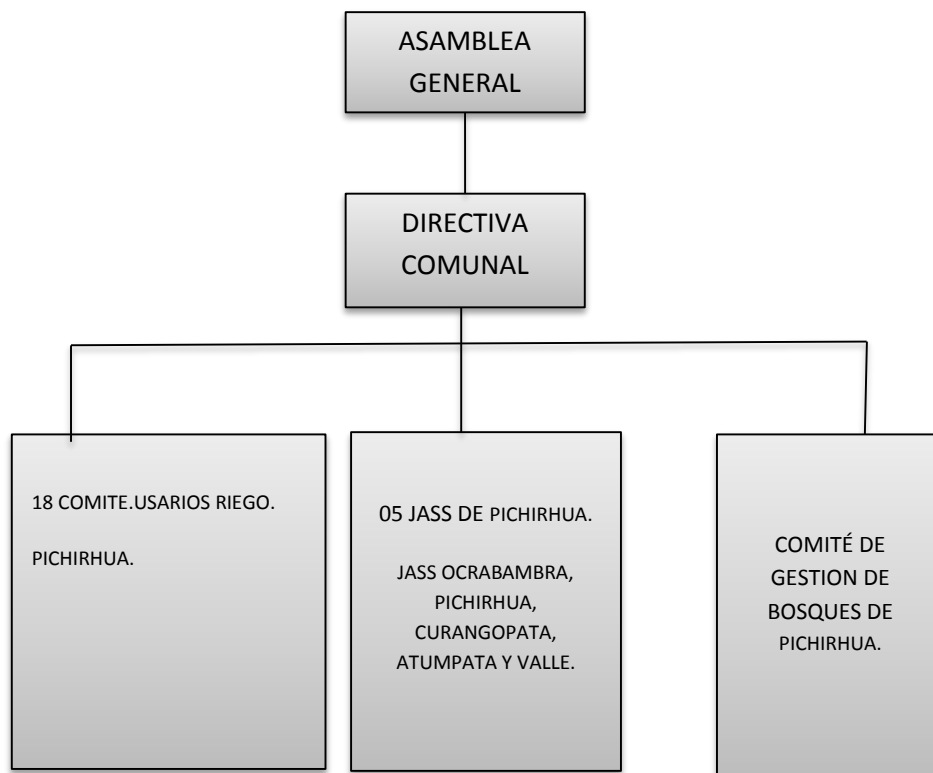 ASAMBLEA
GENERAL
DIRECTIVA
COMUNAL
18 COMITE.USARIOS RIEGO.
PICHIRHUA.
05 JASS DE PICHIRHUA.
JASS OCRABAMBRA,
PICHIRHUA,
CURANGOPATA,
ATUMPATA Y VALLE.
COMITÉ DE
GESTION DE
BOSQUES DE
PICHIRHUA.